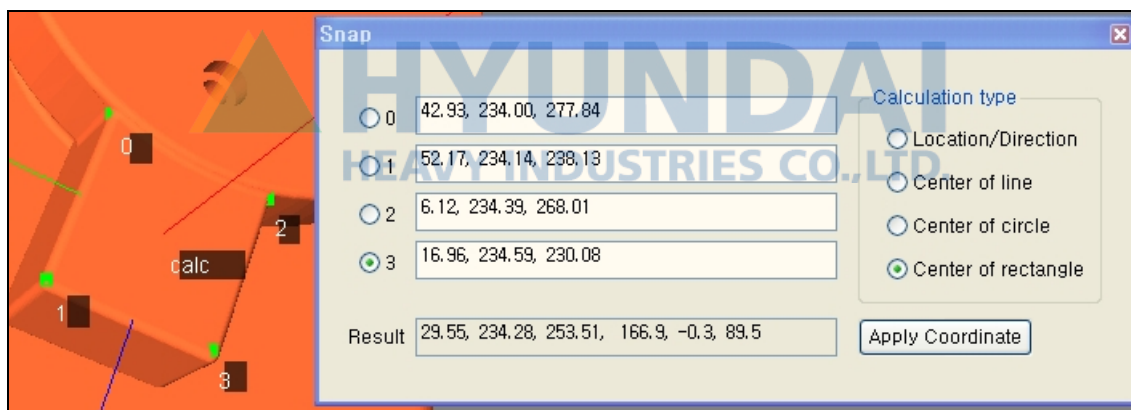 Snap
HYUNDAI
HEAVY INDUSTRIES CO.,LTD.
0 42.93, 234.00, 277.84
1 52.17, 234.14, 238.13
2 6.12, 234.39, 268.01
3 16.96, 234.59, 230.08
Result 29.55, 234.28, 253.51, 166.9, -0.3, 89.5
Calculation type
Location/Direction
Center of line
Center of circle
Center of rectangle
Apply Coordinate
0
2
calc
1
3